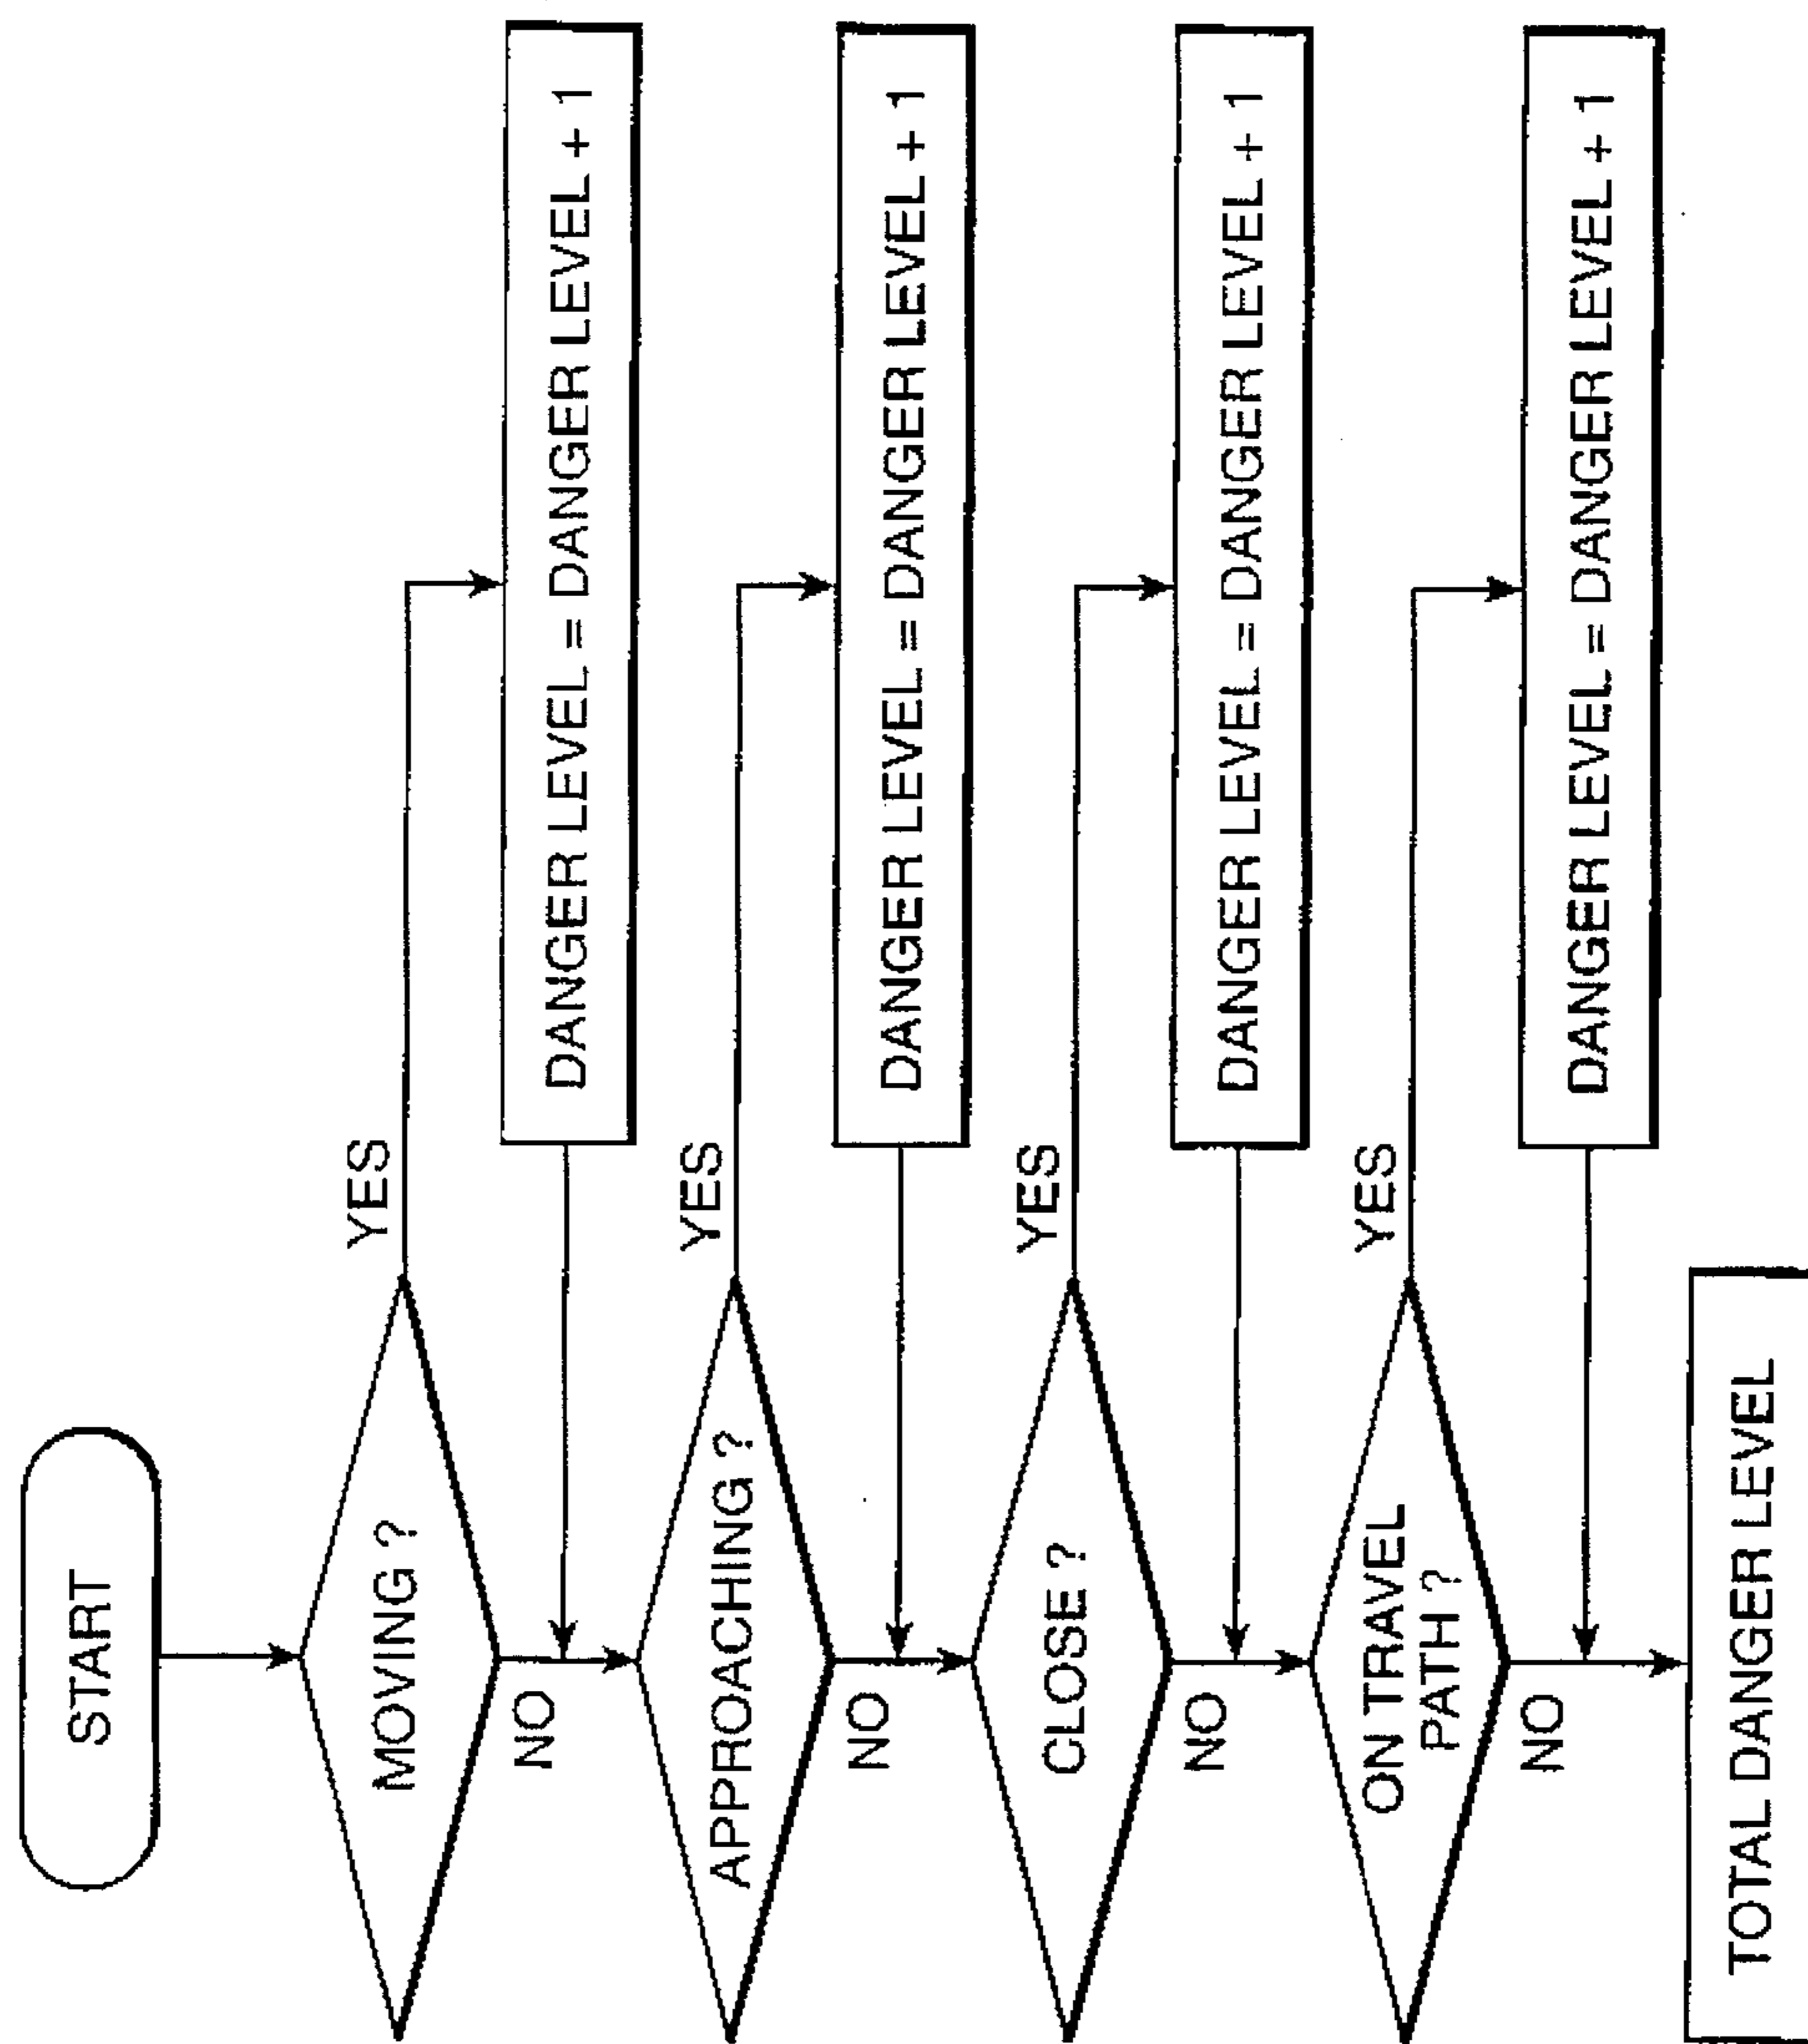 START
MOVING ?
YES
DANGER LEVEL = DANGER LEVEL + 1
NO
APPROACHING ?
YES
DANGER LEVEL = DANGER LEVEL + 1
NO
CLOSE ?
YES
DANGER LEVEL = DANGER LEVEL + 1
NO
ON TRAVEL
PATH ?
YES
DANGER LEVEL = DANGER LEVEL + 1
NO
TOTAL DANGER LEVEL